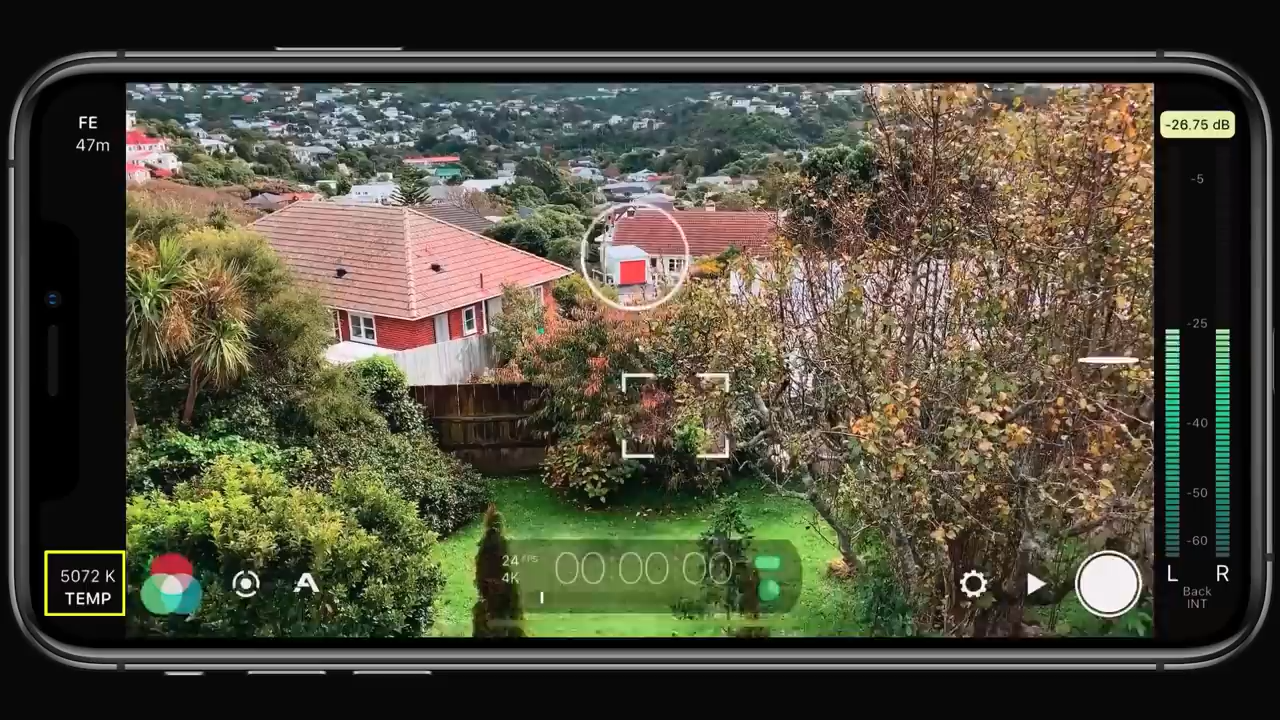 FE
47m
-26.75 dB
-5
-25
-40
-50
-60
L R
Back
INT
5072 K
TEMP
24 FPS
4K
00:00:00
A